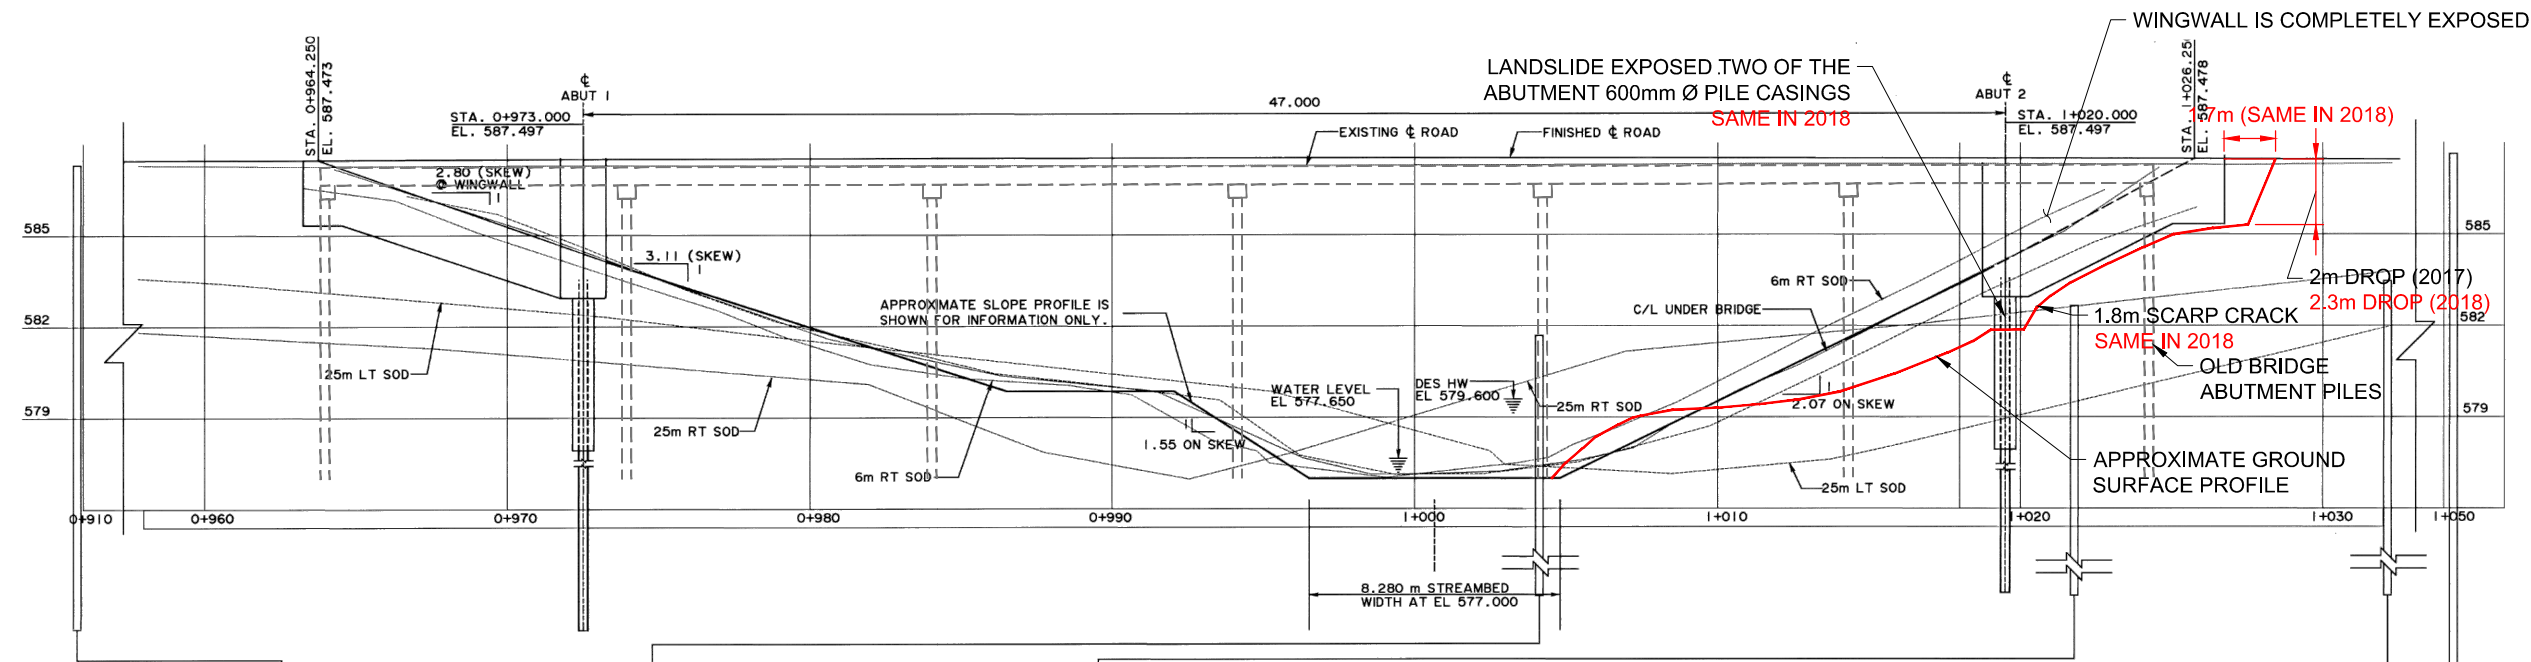 WINGWALL IS COMPLETELY EXPOSED
LANDSLIDE EXPOSED TWO OF THE
ABUTMENT 600mm Ø PILE CASINGS
SAME IN 2018
STA. 0+964.250
EL. 587.473
℄
ABUT 1
STA. 0+973.000
EL. 587.497
47.000
℄
ABUT 2
STA. 1+020.000
EL. 587.497
STA. 1+026.25
EL. 587.478
1.7m (SAME IN 2018)
EXISTING ℄ ROAD
FINISHED ℄ ROAD
2.80 (SKEW)
@ WINGWALL
1
585
585
3.11 (SKEW)
1
6m RT SOD
2m DROP (2017)
2.3m DROP (2018)
APPROXIMATE SLOPE PROFILE IS
SHOWN FOR INFORMATION ONLY.
C/L UNDER BRIDGE
1.8m SCARP CRACK
SAME IN 2018
582
582
25m LT SOD
OLD BRIDGE
ABUTMENT PILES
WATER LEVEL
EL 577.650
DES HW
EL 579.600
25m RT SOD
1
2.07 ON SKEW
579
579
25m RT SOD
1
1.55 ON SKEW
6m RT SOD
25m LT SOD
APPROXIMATE GROUND
SURFACE PROFILE
0+910
0+960
0+970
0+980
0+990
1+000
1+010
1+020
1+030
1+050
8.280 m STREAMBED
WIDTH AT EL 577.000